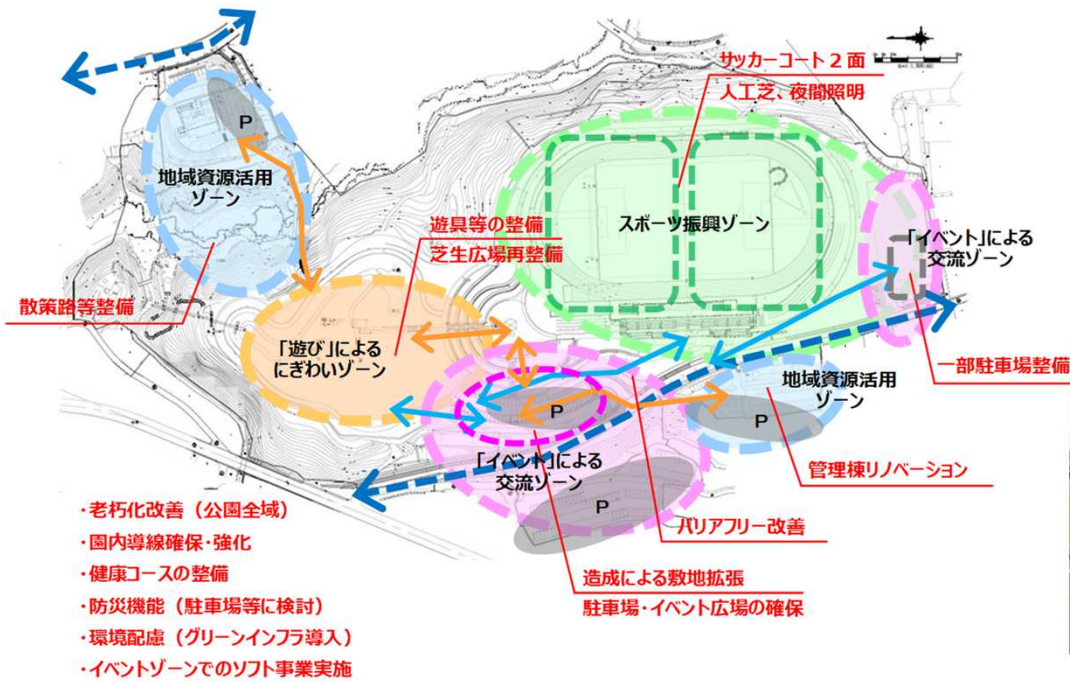 サッカーコート2面
人工芝、夜間照明
P
地域資源活用
ゾーン
遊具等の整備
芝生広場再整備
スポーツ振興ゾーン
「イベント」による
交流ゾーン
散策路等整備
「遊び」による
にぎわいゾーン
一部駐車場整備
地域資源活用
ゾーン
P
P
「イベント」による
交流ゾーン
管理棟リノベーション
P
バリアフリー改善
造成による敷地拡張
駐車場・イベント広場の確保
・老朽化改善（公園全域）
・園内導線確保・強化
・健康コースの整備
・防災機能（駐車場等に検討）
・環境配慮（グリーンインフラ導入）
・イベントゾーンでのソフト事業実施